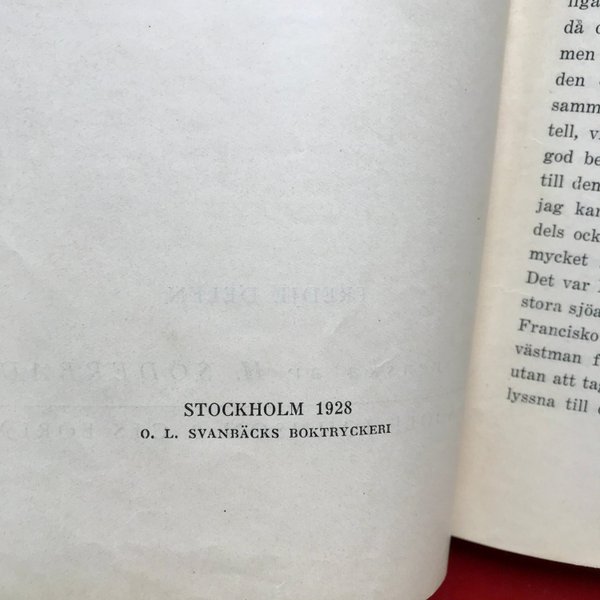 STOCKHOLM 1928
O. L. SVANBÄCKS BOKTRYCKERI
då
men
den
samm
tell, v
god be
till den
jag kan
dels ock
mycket
Det var
stora sjöa
Francisko
västman f
utan att tag
lyssna till